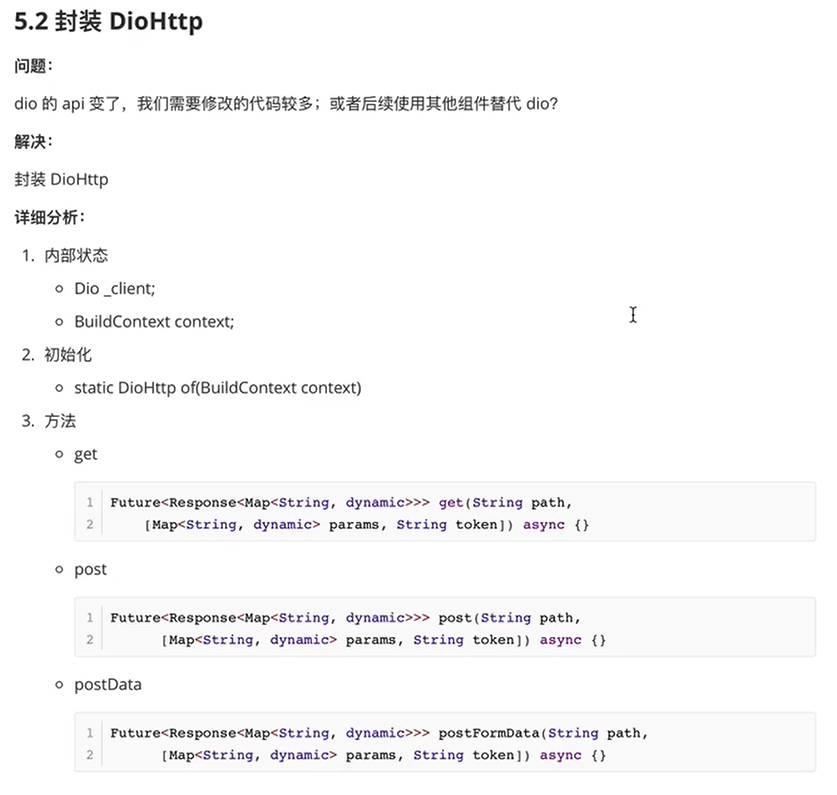 5.2 封装 DioHttp
问题：
dio 的 api 变了，我们需要修改的代码较多；或者后续使用其他组件替代 dio？
解决：
封装 DioHttp
详细分析：
1. 内部状态
Dio _client;
BuildContext context;
2. 初始化
static DioHttp of(BuildContext context)
3. 方法
get
1 Future<Response<Map<String, dynamic>>> get(String path,
2 [Map<String, dynamic> params, String token]) async {}
post
1 Future<Response<Map<String, dynamic>>> post(String path,
2 [Map<String, dynamic> params, String token]) async {}
postData
1 Future<Response<Map<String, dynamic>>> postFormData(String path,
2 [Map<String, dynamic> params, String token]) async {}